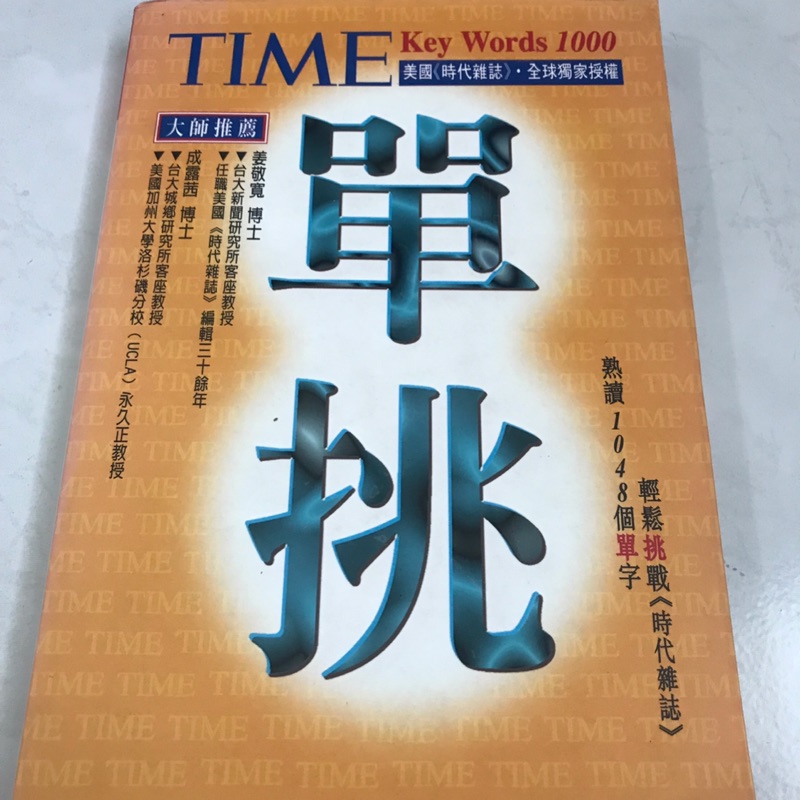 TIME Key Words 1000
美國《時代雜誌》·全球獨家授權
單挑
大師推薦
姜敬寬 博士
▼台大新聞研究所客座教授
▼任職美國《時代雜誌》編輯三十餘年
成露茜 博士
▼台大城鄉研究所客座教授
▼美國加州大學洛杉磯分校（UCLA）永久正教授
輕鬆挑戰《時代雜誌》
熟讀1048個單字